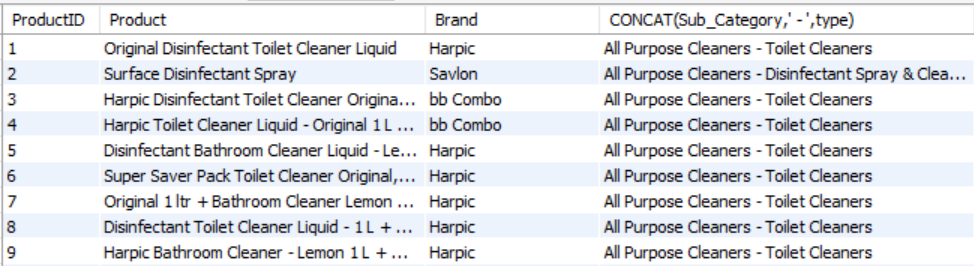 ProductID Product Brand CONCAT(Sub_Category,' - ',type)
1 Original Disinfectant Toilet Cleaner Liquid Harpic All Purpose Cleaners - Toilet Cleaners
2 Surface Disinfectant Spray Savlon All Purpose Cleaners - Disinfectant Spray & Clea...
3 Harpic Disinfectant Toilet Cleaner Origina... bb Combo All Purpose Cleaners - Toilet Cleaners
4 Harpic Toilet Cleaner Liquid - Original 1 L ... bb Combo All Purpose Cleaners - Toilet Cleaners
5 Disinfectant Bathroom Cleaner Liquid - Le... Harpic All Purpose Cleaners - Toilet Cleaners
6 Super Saver Pack Toilet Cleaner Original,... Harpic All Purpose Cleaners - Toilet Cleaners
7 Original 1 ltr + Bathroom Cleaner Lemon ... Harpic All Purpose Cleaners - Toilet Cleaners
8 Disinfectant Toilet Cleaner Liquid - 1 L + ... Harpic All Purpose Cleaners - Toilet Cleaners
9 Harpic Bathroom Cleaner - Lemon 1 L + ... Harpic All Purpose Cleaners - Toilet Cleaners